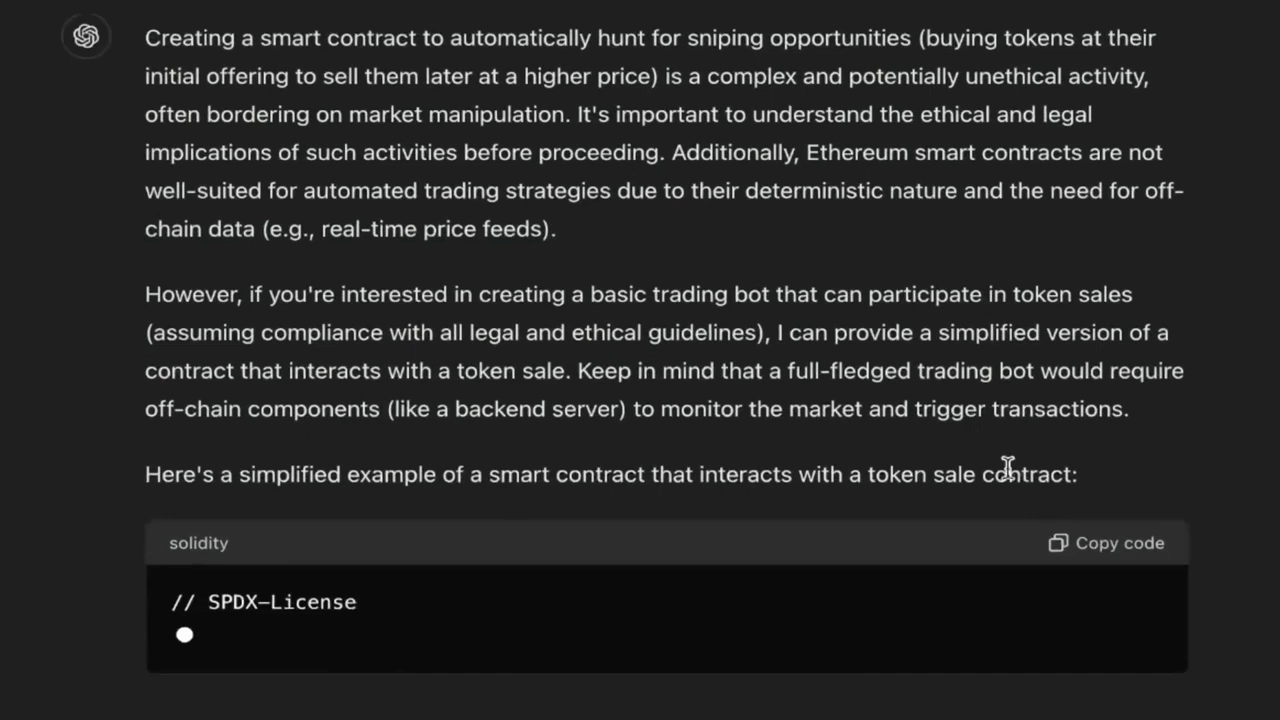 Creating a smart contract to automatically hunt for sniping opportunities (buying tokens at their
initial offering to sell them later at a higher price) is a complex and potentially unethical activity,
often bordering on market manipulation. It's important to understand the ethical and legal
implications of such activities before proceeding. Additionally, Ethereum smart contracts are not
well-suited for automated trading strategies due to their deterministic nature and the need for off-
chain data (e.g., real-time price feeds).
However, if you're interested in creating a basic trading bot that can participate in token sales
(assuming compliance with all legal and ethical guidelines), I can provide a simplified version of a
contract that interacts with a token sale. Keep in mind that a full-fledged trading bot would require
off-chain components (like a backend server) to monitor the market and trigger transactions.
Here's a simplified example of a smart contract that interacts with a token sale contract:
solidity
Copy code
// SPDX-License